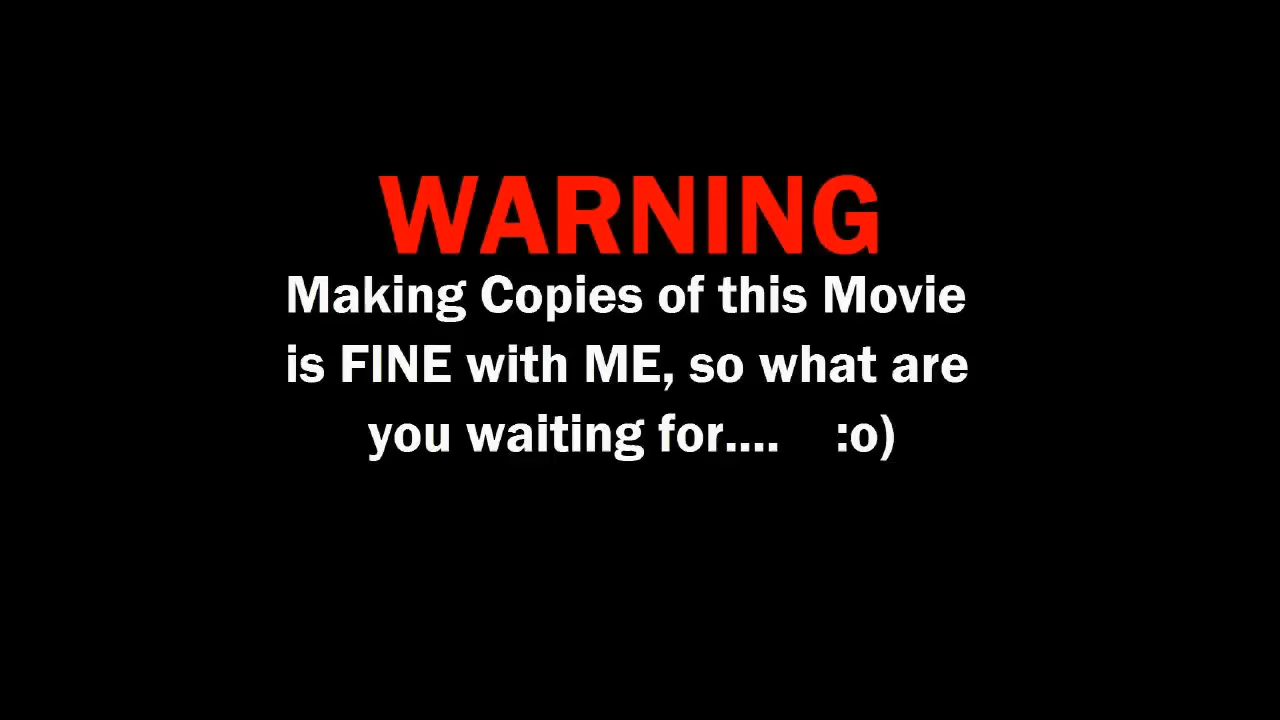 WARNING
Making Copies of this Movie
is FINE with ME, so what are
you waiting for.... :o)